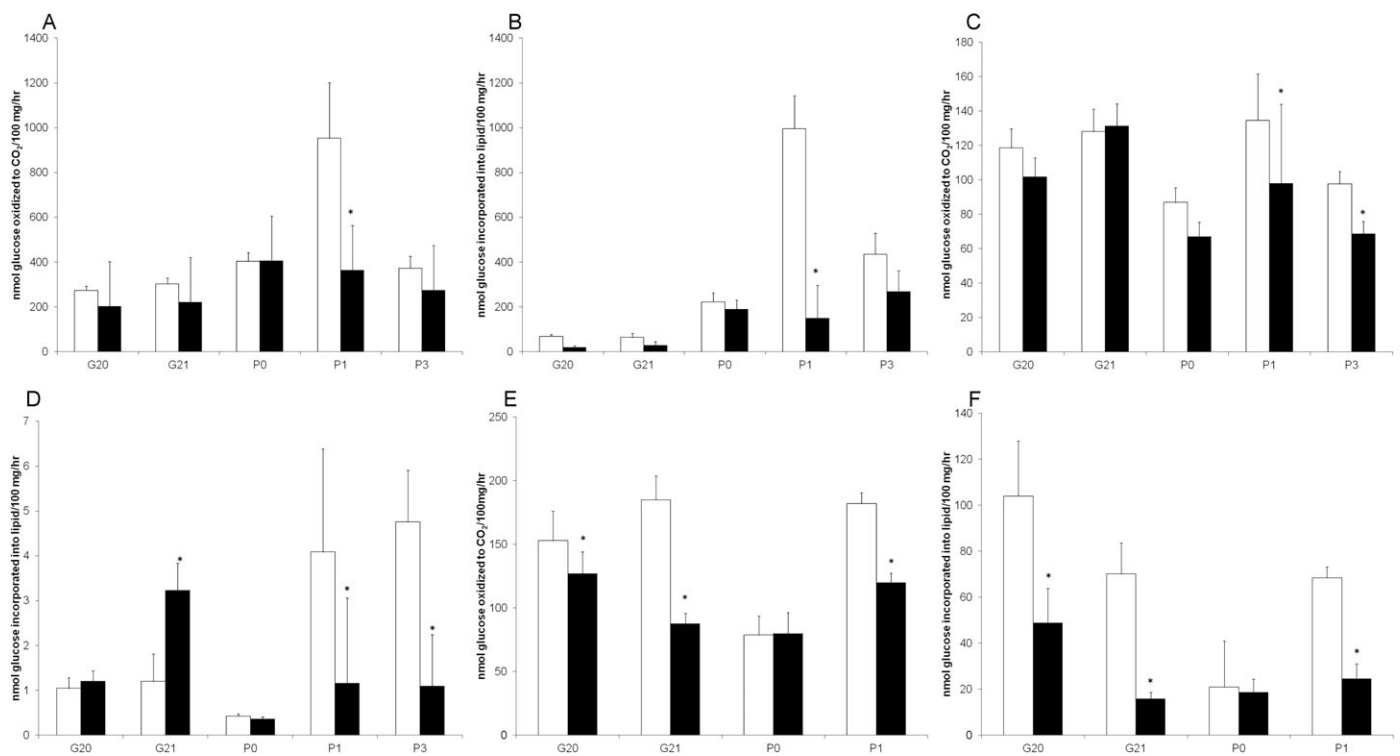 A
nmol glucose oxidized to CO₂/100 mg/hr
1400
1200
1000
800
600
400
200
0
*
G20 G21 P0 P1 P3
B
nmol glucose incorporated into lipid/100 mg/hr
1400
1200
1000
800
600
400
200
0
*
G20 G21 P0 P1 P3
C
nmol glucose oxidized to CO₂/100 mg/hr
180
160
140
120
100
80
60
40
20
0
* *
G20 G21 P0 P1 P3
D
nmol glucose incorporated into lipid/100 mg/hr
7
6
5
4
3
2
1
0
* * *
G20 G21 P0 P1 P3
E
nmol glucose oxidized to CO₂/100mg/hr
250
200
150
100
50
0
* * *
G20 G21 P0 P1
F
nmol glucose incorporated into lipid/100 mg/hr
140
120
100
80
60
40
20
0
* * *
G20 G21 P0 P1